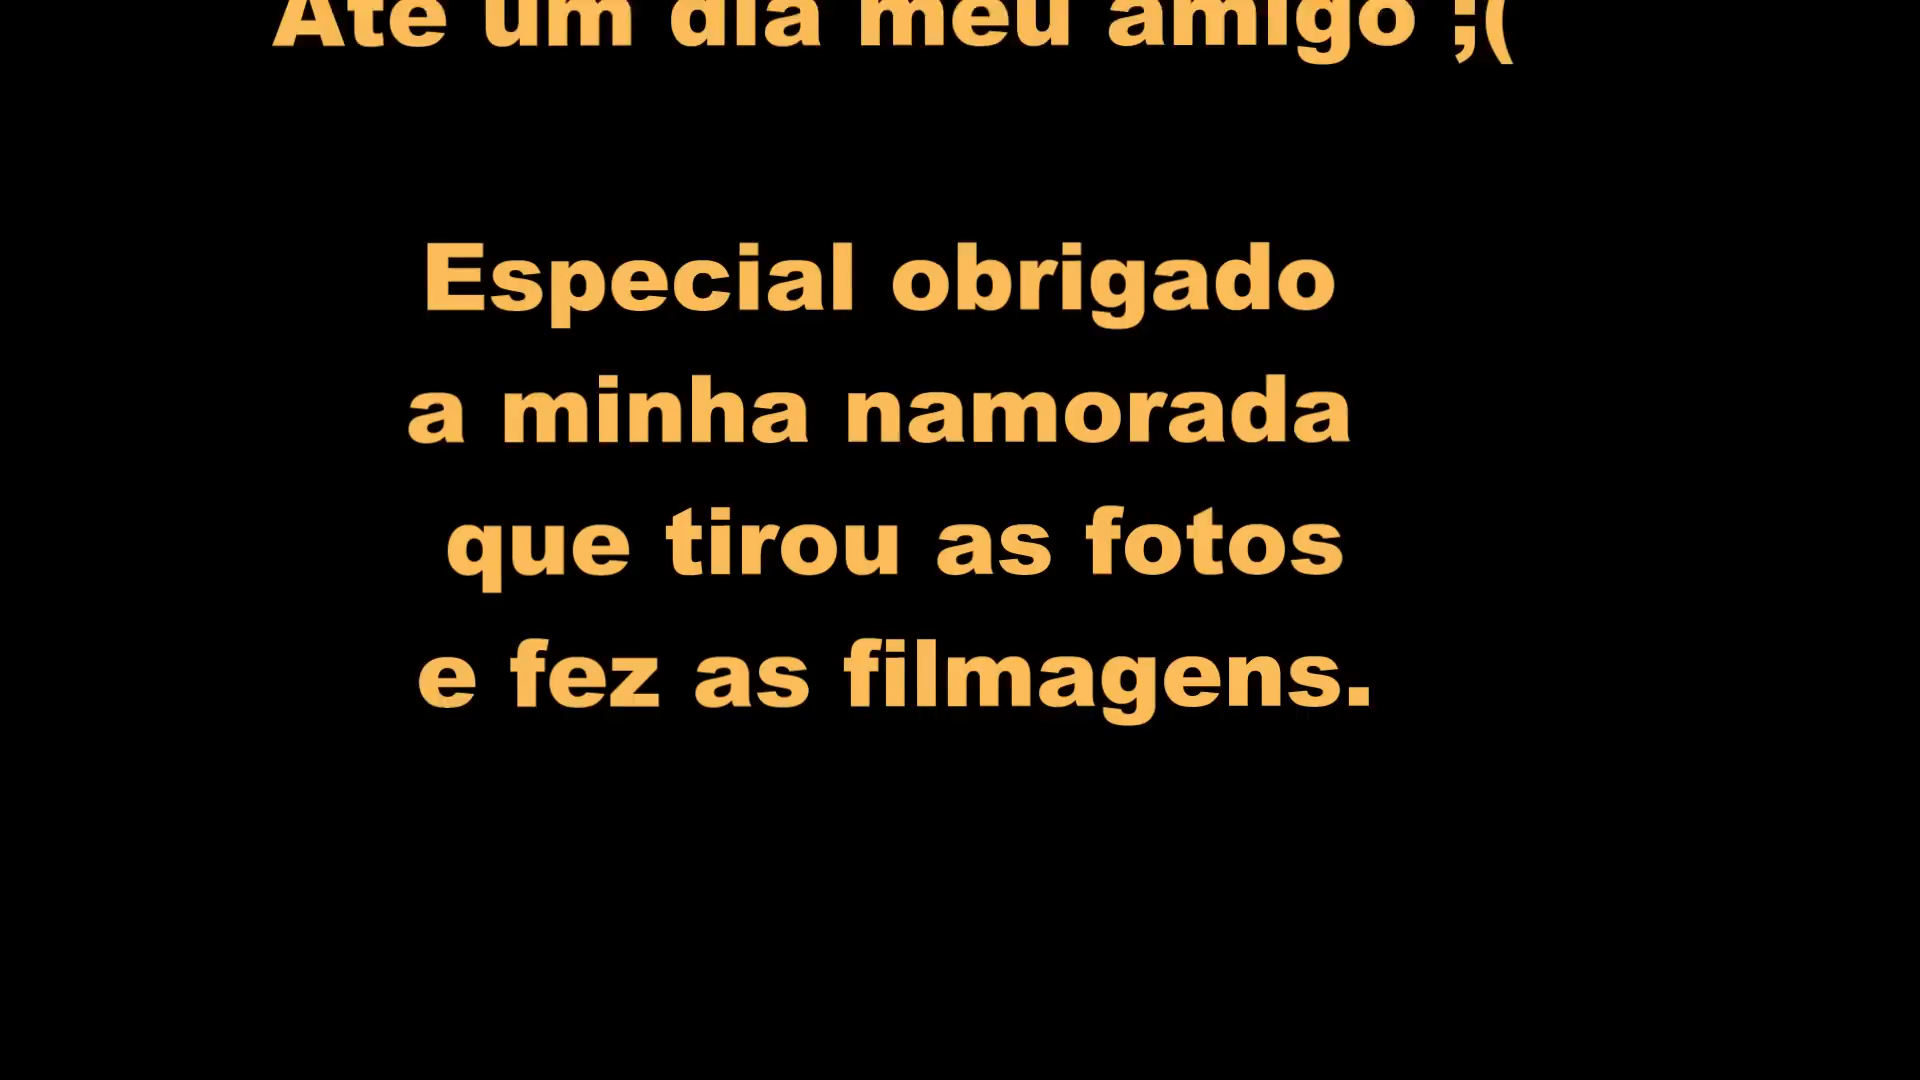 Até um dia meu amigo ;(
Especial obrigado
a minha namorada
que tirou as fotos
e fez as filmagens.